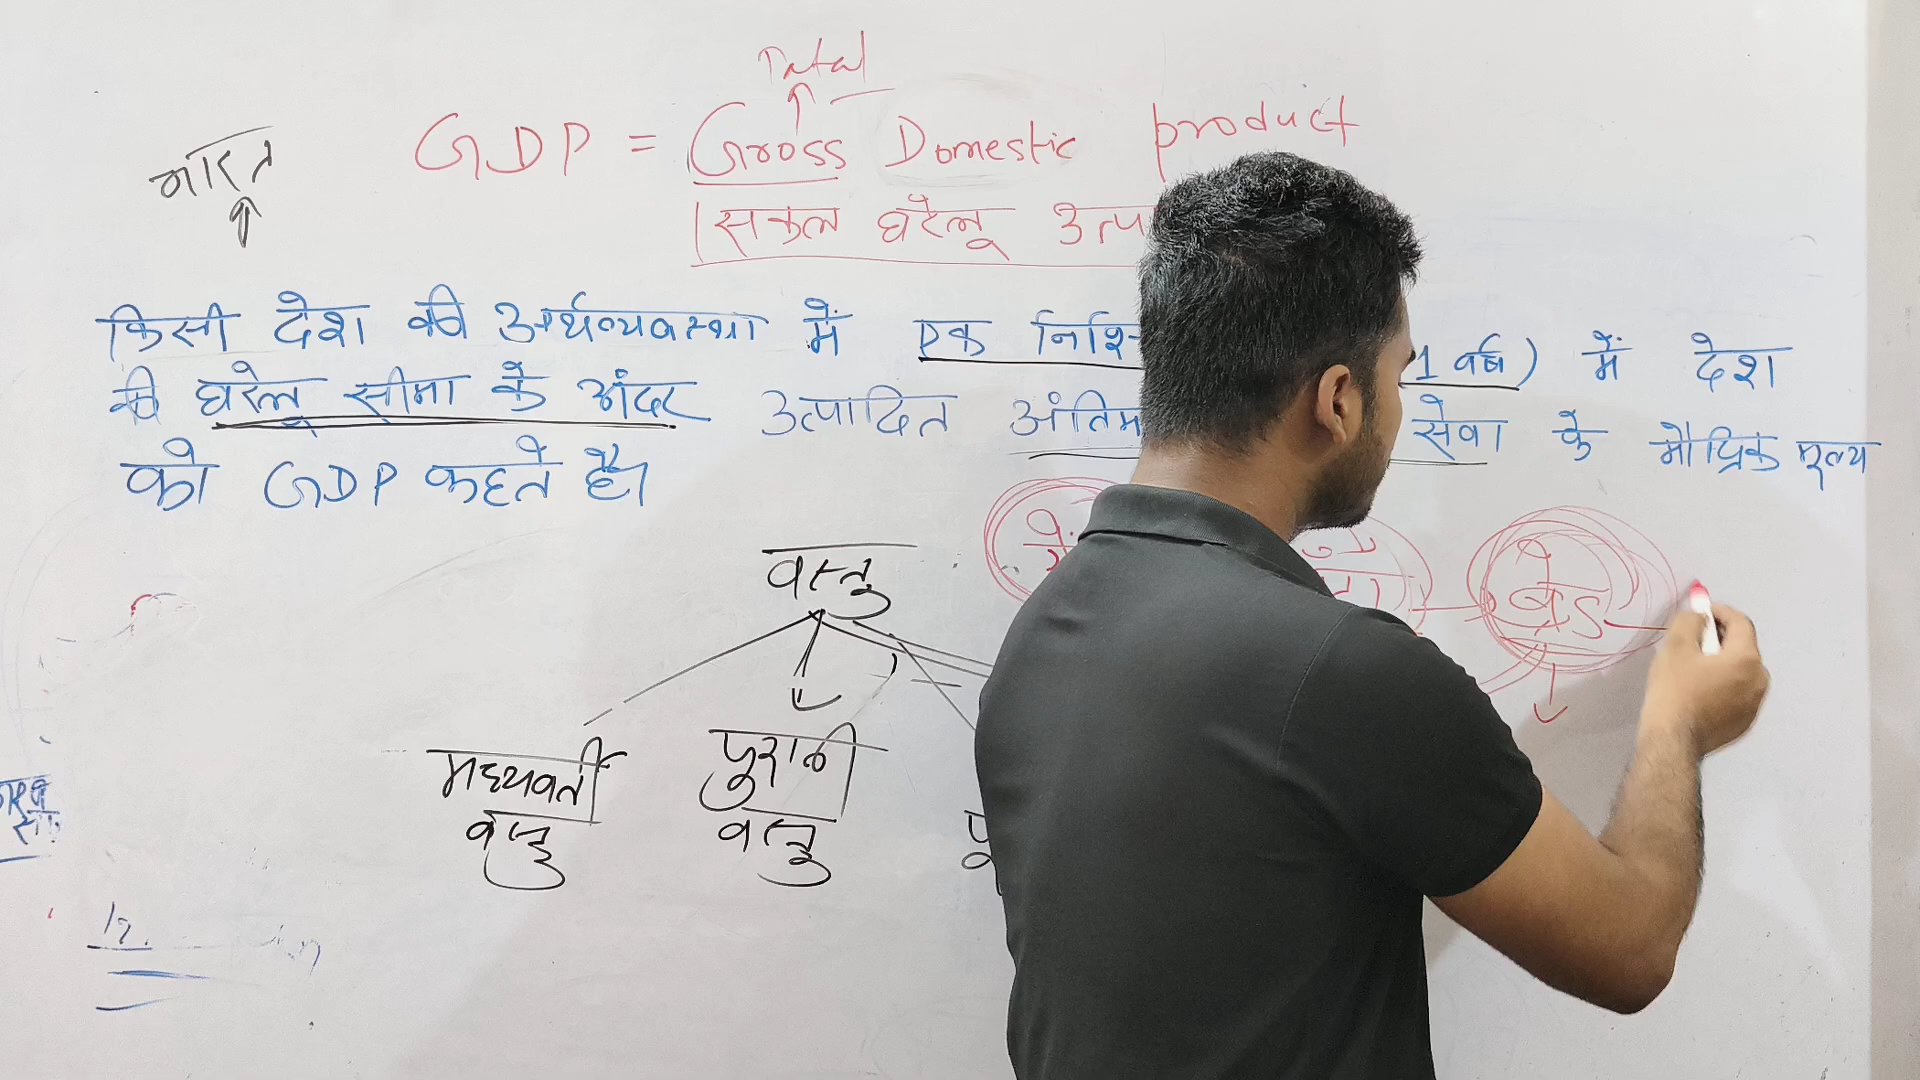 Total
GDP = Gross Domestic product
भारत
सकल घरेलू उत्प
किसी देश की अर्थव्यवस्था में एक निश्चि 1 वर्ष) में देश
की घरेलू सीमा के अंदर उत्पादित अंतिम सेवा के मौद्रिक मूल्य
को GDP कहते है।
वस्तु
ब्रेड
मध्यवर्ती वस्तु
पुरानी वस्तु